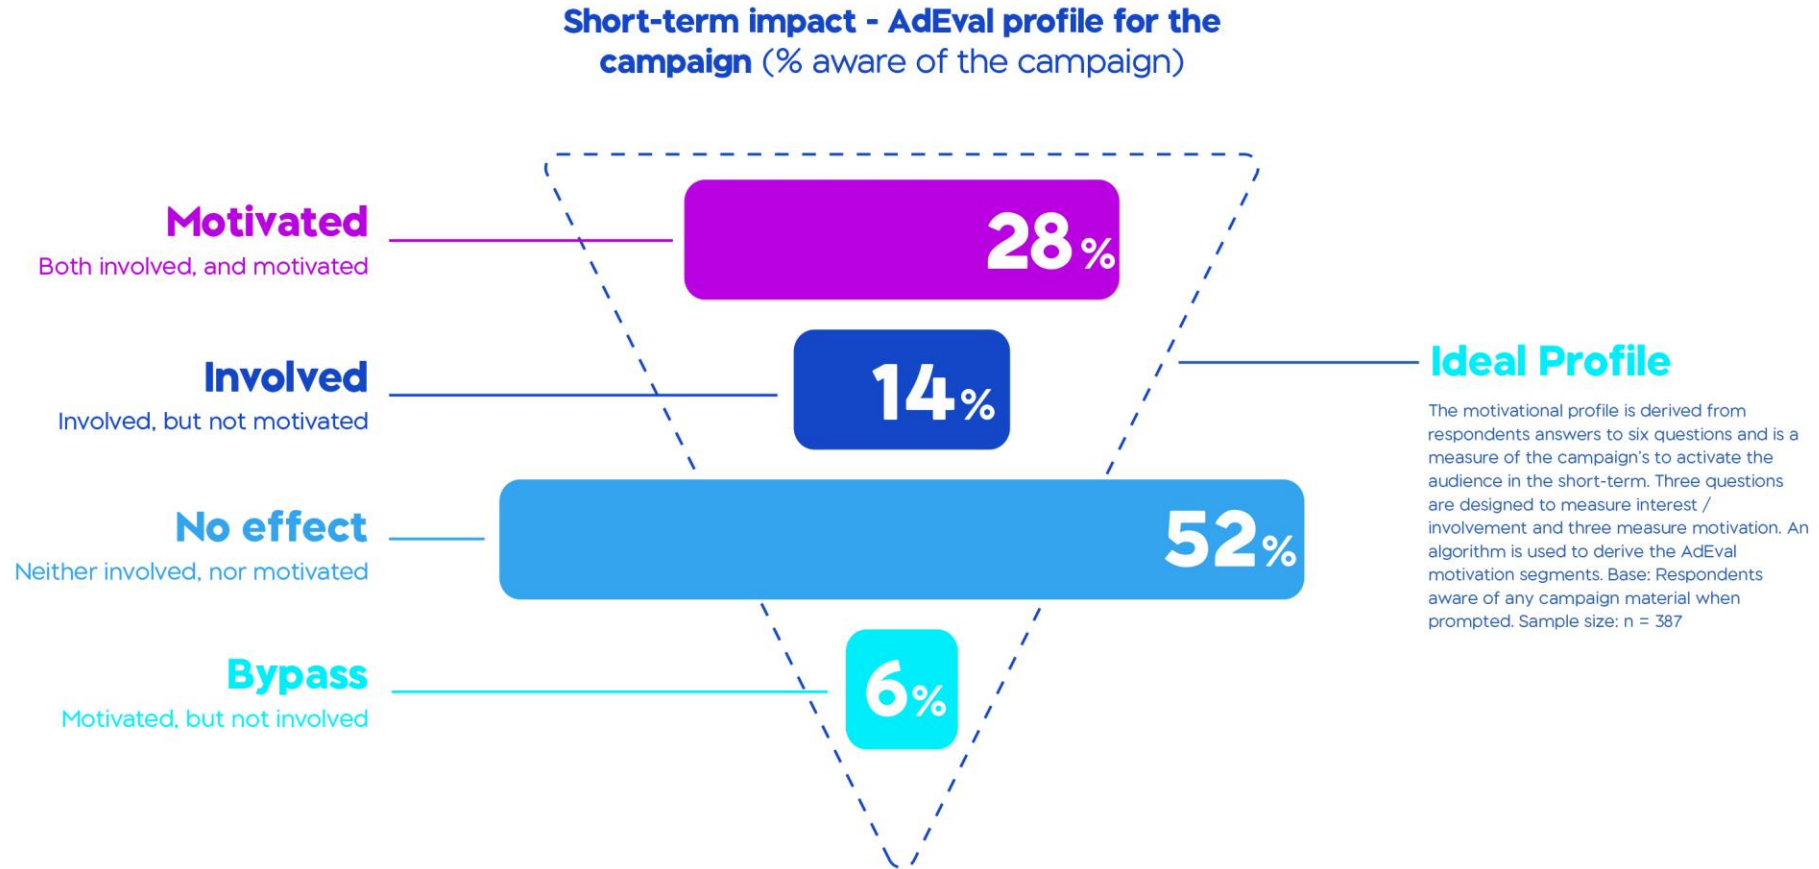 Short-term impact - AdEval profile for the
campaign (% aware of the campaign)
Motivated
Both involved, and motivated
28%
Involved
Involved, but not motivated
14%
No effect
Neither involved, nor motivated
52%
Bypass
Motivated, but not involved
6%
Ideal Profile
The motivational profile is derived from
respondents answers to six questions and is a
measure of the campaign's to activate the
audience in the short-term. Three questions
are designed to measure interest /
involvement and three measure motivation. An
algorithm is used to derive the AdEval
motivation segments. Base: Respondents
aware of any campaign material when
prompted. Sample size: n = 387